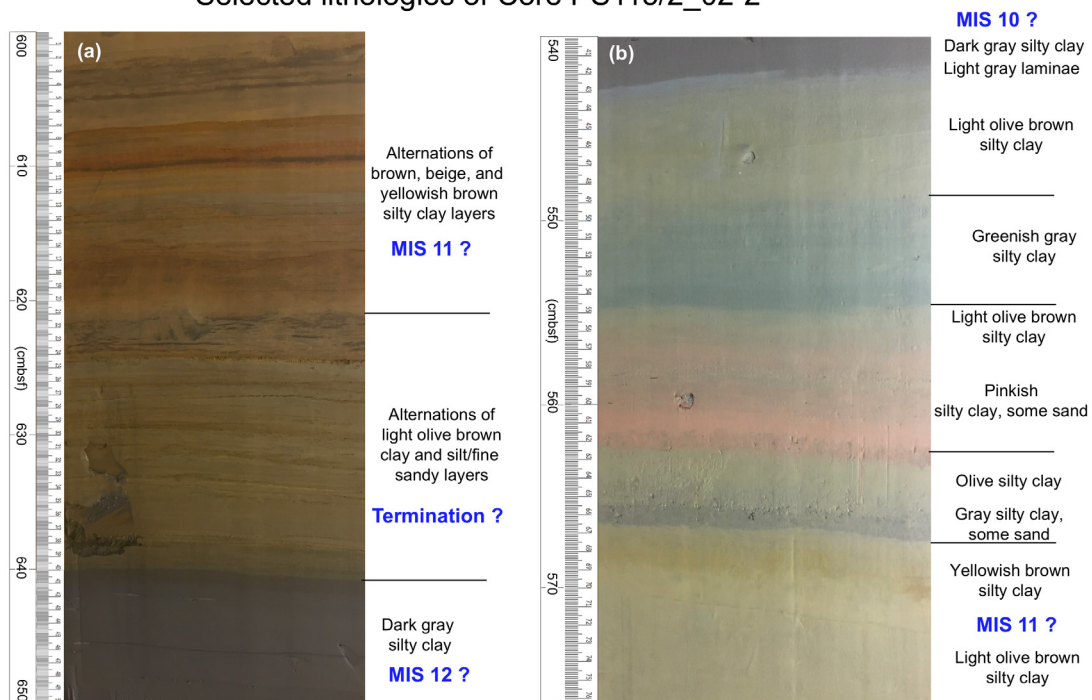 Selected lithologies of Core PS118/2_62-2
(a)
600
610
620
(cmbsf)
630
640
650
Alternations of
brown, beige, and
yellowish brown
silty clay layers
MIS 11 ?
Alternations of
light olive brown
clay and silt/fine
sandy layers
Termination ?
Dark gray
silty clay
MIS 12 ?
(b)
540
550
(cmbsf)
560
570
MIS 10 ?
Dark gray silty clay
Light gray laminae
Light olive brown
silty clay
Greenish gray
silty clay
Light olive brown
silty clay
Pinkish
silty clay, some sand
Olive silty clay
Gray silty clay,
some sand
Yellowish brown
silty clay
MIS 11 ?
Light olive brown
silty clay